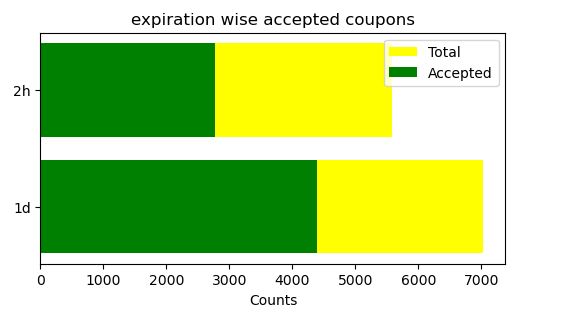 expiration wise accepted coupons
Total
Accepted
2h
1d
0 1000 2000 3000 4000 5000 6000 7000
Counts